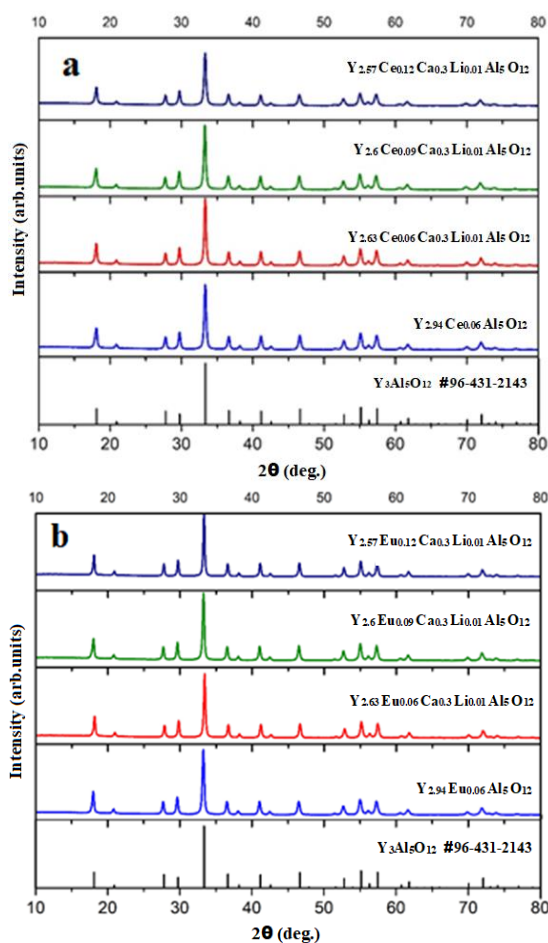 10 20 30 40 50 60 70 80
a
Y2.57 Ce0.12 Ca0.3 Li0.01 Al5 O12
Y2.6 Ce0.09 Ca0.3 Li0.01 Al5 O12
Y2.63 Ce0.06 Ca0.3 Li0.01 Al5 O12
Y2.94 Ce0.06 Al5 O12
Y3Al5O12 #96-431-2143
Intensity (arb.units)
10 20 30 40 50 60 70 80
2θ (deg.)
10 20 30 40 50 60 70 80
b
Y2.57 Eu0.12 Ca0.3 Li0.01 Al5 O12
Y2.6 Eu0.09 Ca0.3 Li0.01 Al5 O12
Y2.63 Eu0.06 Ca0.3 Li0.01 Al5 O12
Y2.94 Eu0.06 Al5 O12
Y3Al5O12 #96-431-2143
Intensity (arb.units)
10 20 30 40 50 60 70 80
2θ (deg.)